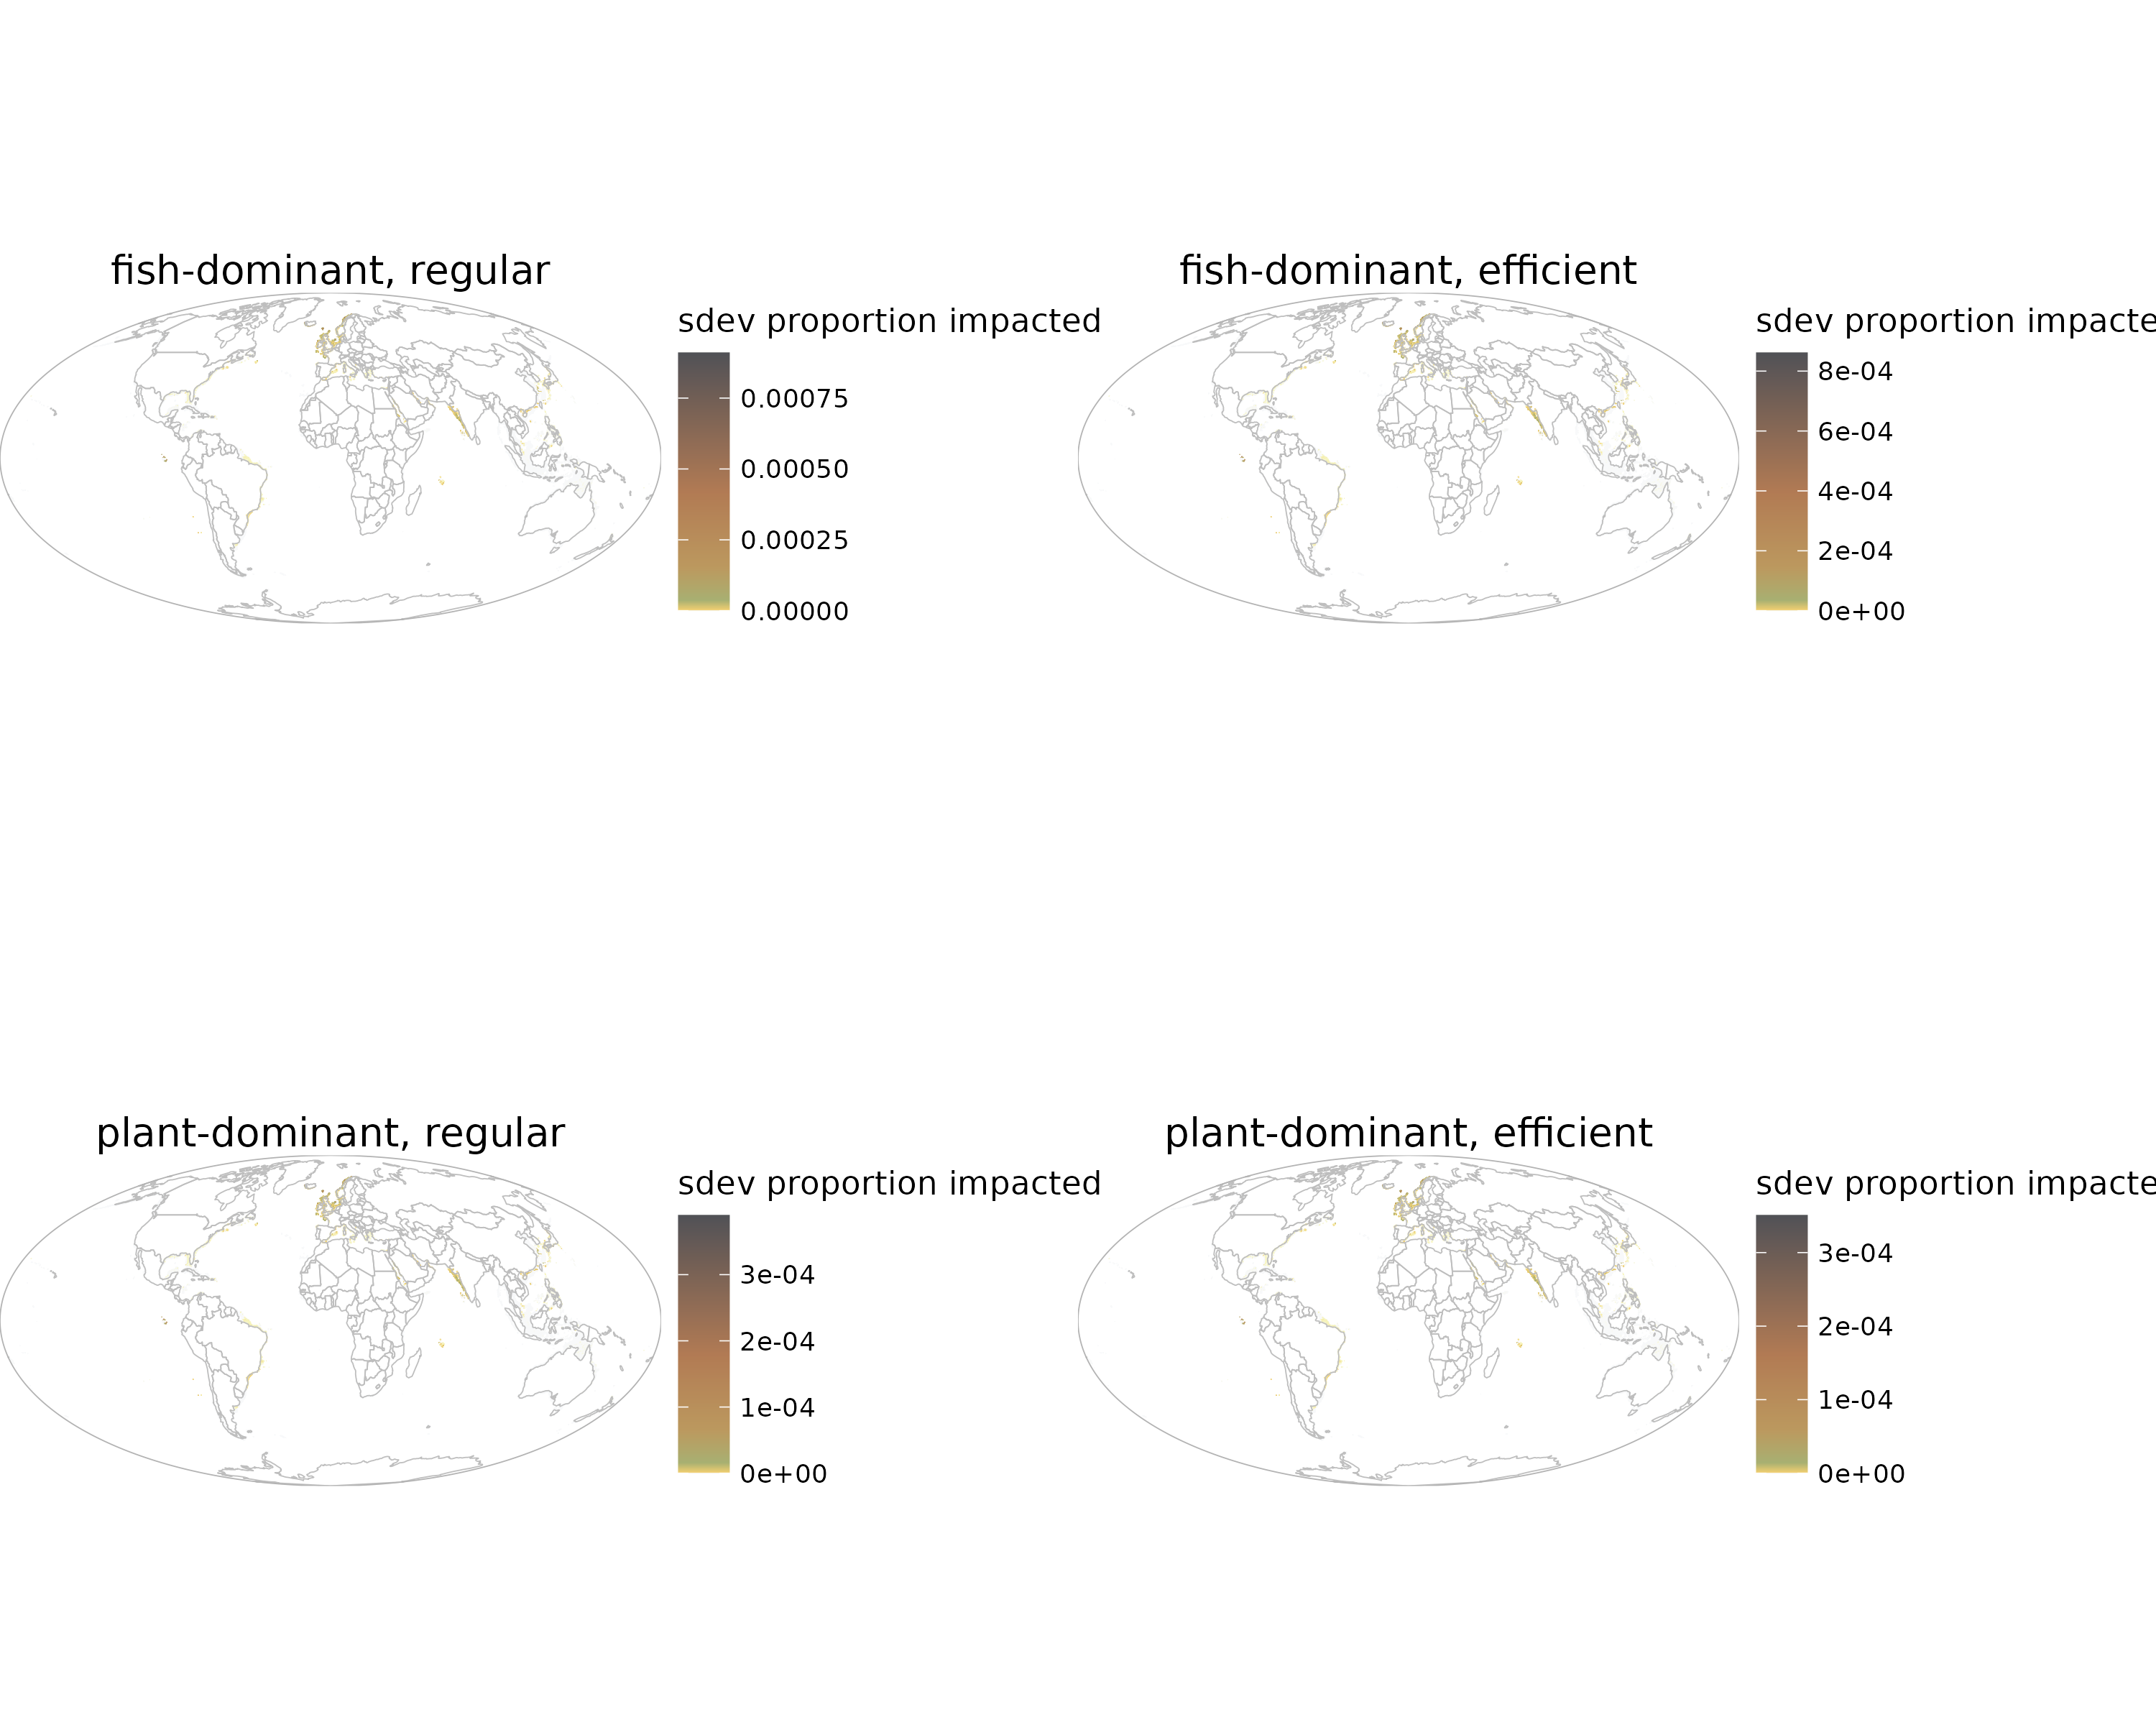 fish-dominant, regular
sdev proportion impacted
0.00075
0.00050
0.00025
0.00000
fish-dominant, efficient
sdev proportion impacte
8e-04
6e-04
4e-04
2e-04
0e+00
plant-dominant, regular
sdev proportion impacted
3e-04
2e-04
1e-04
0e+00
plant-dominant, efficient
sdev proportion impacte
3e-04
2e-04
1e-04
0e+00